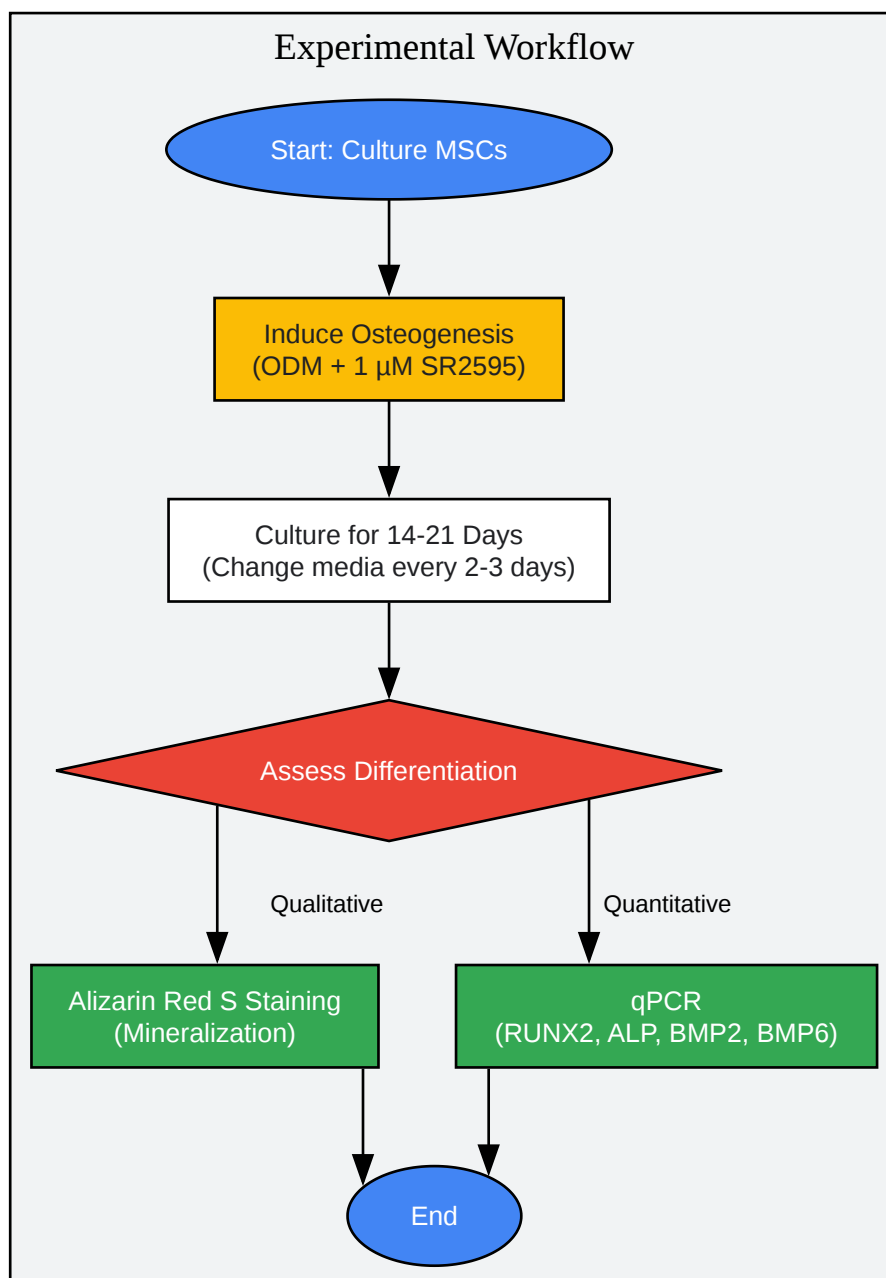 Experimental Workflow
Start: Culture MSCs
Induce Osteogenesis
(ODM + 1 µM SR2595)
Culture for 14-21 Days
(Change media every 2-3 days)
Assess Differentiation
Qualitative
Quantitative
Alizarin Red S Staining
(Mineralization)
qPCR
(RUNX2, ALP, BMP2, BMP6)
End